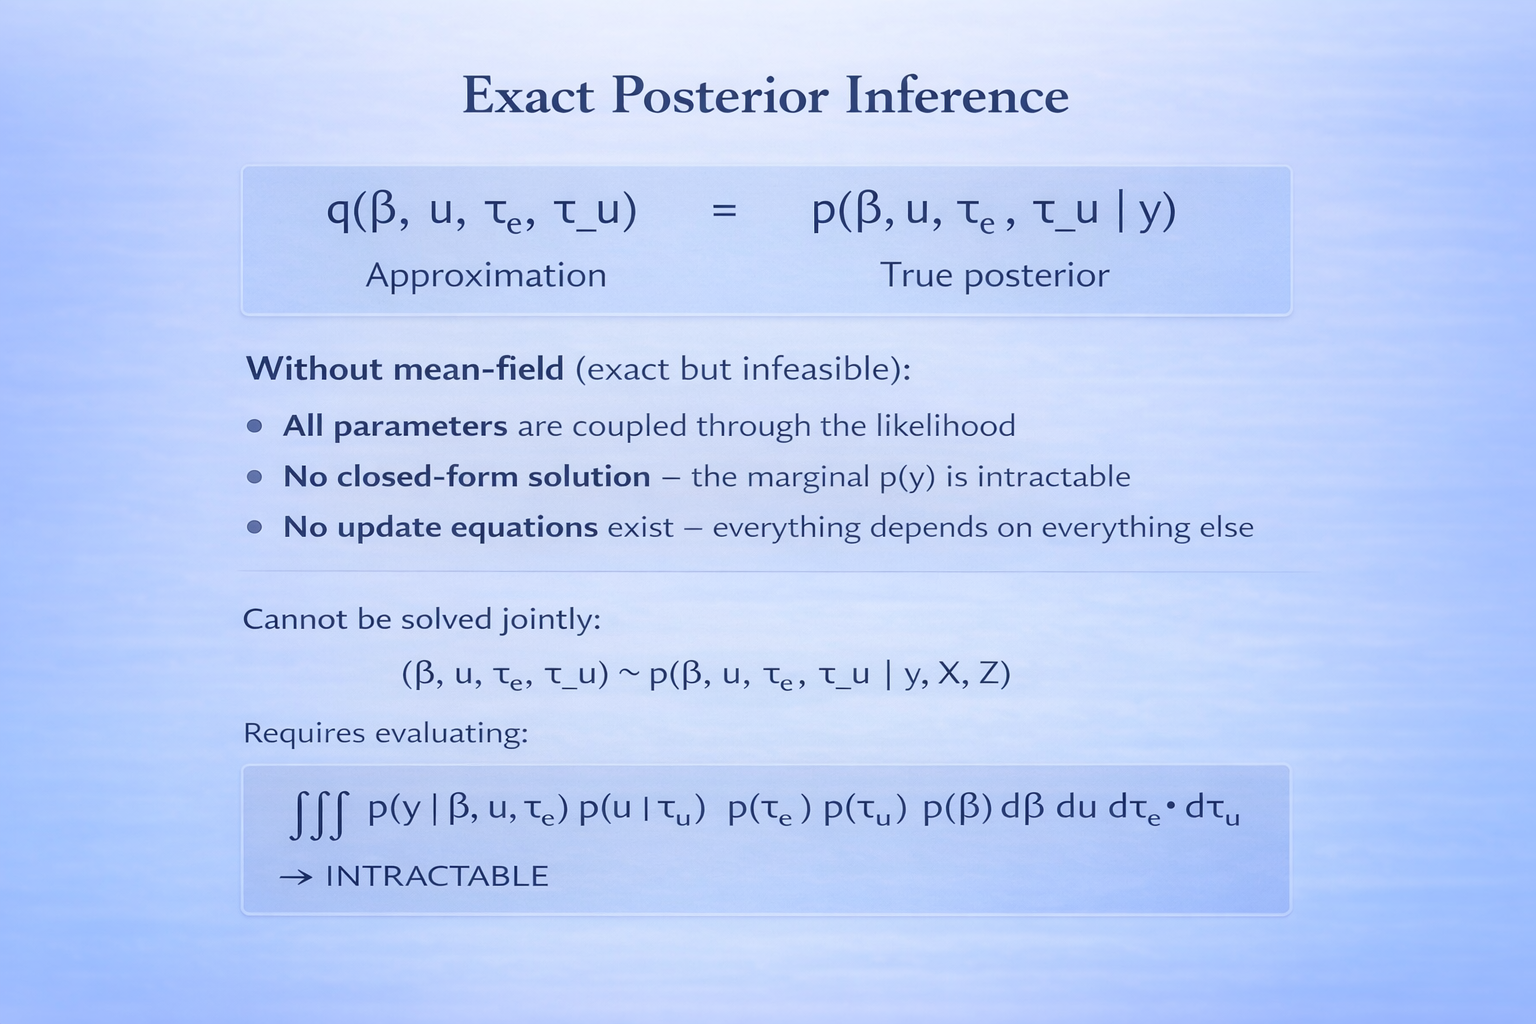 Exact Posterior Inference
q(β, u, τₑ, τ_u) = p(β, u, τₑ, τ_u | y)
Approximation True posterior
Without mean-field (exact but infeasible):
• All parameters are coupled through the likelihood
• No closed-form solution – the marginal p(y) is intractable
• No update equations exist – everything depends on everything else
Cannot be solved jointly:
(β, u, τₑ, τ_u) ~ p(β, u, τₑ, τ_u | y, X, Z)
Requires evaluating:
∫∫∫ p(y | β, u, τₑ) p(u | τᵤ) p(τₑ) p(τᵤ) p(β) dβ du dτₑ • dτᵤ
→ INTRACTABLE